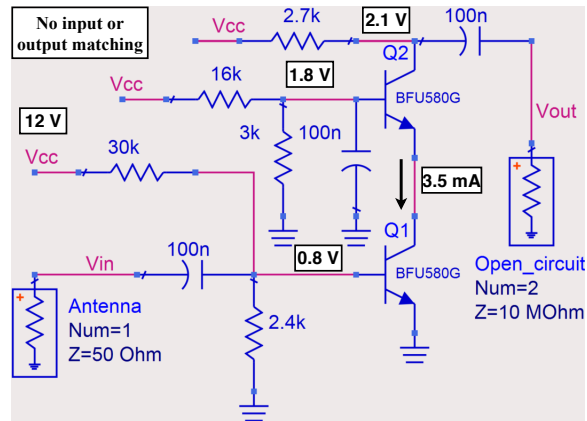 No input or
output matching
Vcc
2.7k
2.1 V
100n
Q2
1.8 V
Vcc
16k
BFU580G
12 V
3k
100n
Vout
Vcc
30k
3.5 mA
Q1
Vin
100n
0.8 V
BFU580G
Open_circuit
Num=2
Z=10 MOhm
Antenna
Num=1
Z=50 Ohm
2.4k